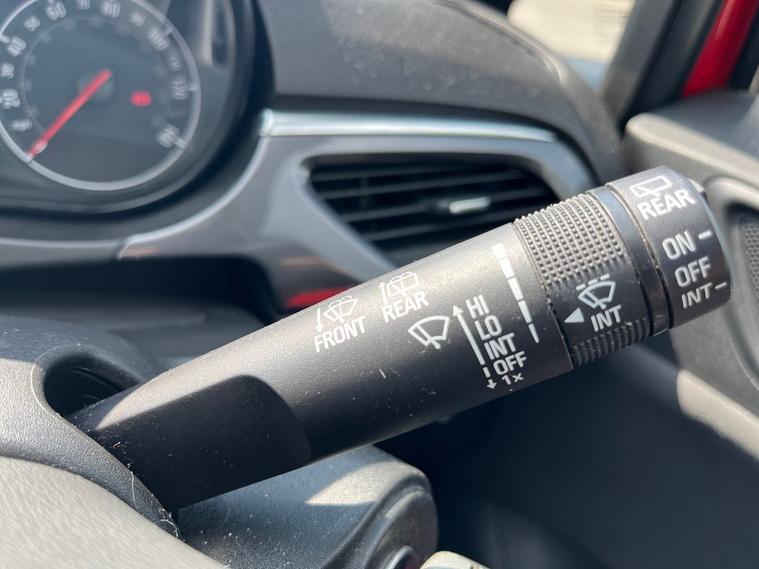 FRONT
REAR
HI
LO
INT
OFF
1x
INT
REAR
ON
OFF
INT